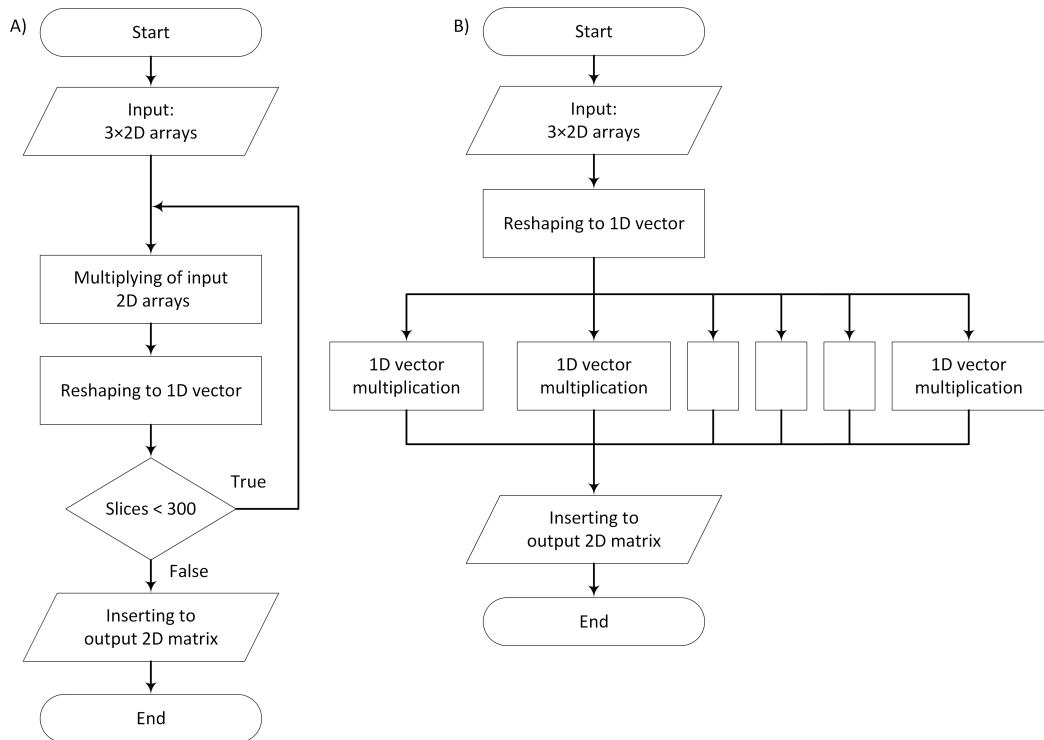 A)
Start
Input:
3×2D arrays
Multiplying of input
2D arrays
Reshaping to 1D vector
Slices < 300
True
False
Inserting to
output 2D matrix
End
B)
Start
Input:
3×2D arrays
Reshaping to 1D vector
1D vector
multiplication
1D vector
multiplication
1D vector
multiplication
Inserting to
output 2D matrix
End